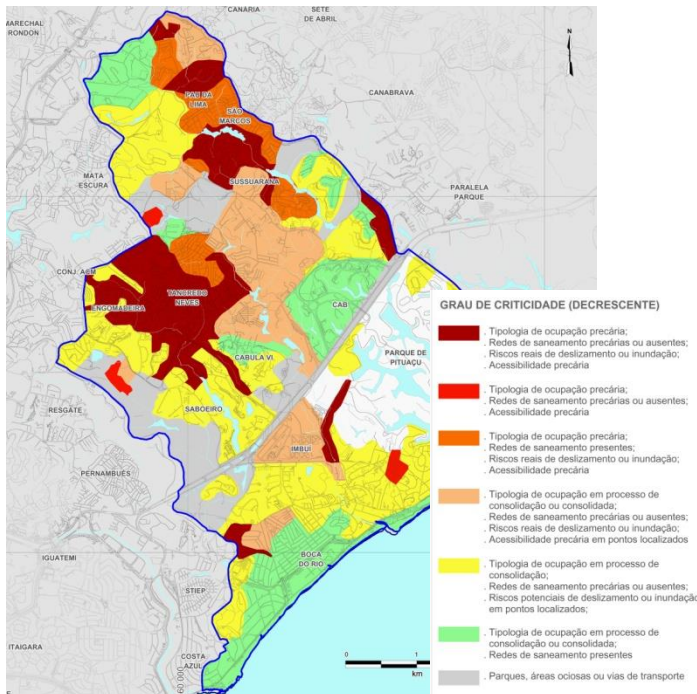 CANARIA
SETE
DE ABRIL
MARECHAL
RONDON
N
PAU DA
LIMA
CANABRAVA
SÃO
MARCOS
MATA
ESCURA
SUSSUARANA
PARALELA
PARQUE
CONJ. ACM
TANCREDO
NEVES
ENGOMADEIRA
CAB
CABULA VI
PARQUE DE
PITUAÇU
RESGATE
SABOEIRO
IMBUÍ
PERNAMBUÉS
IGUATEMI
BOCA
DO RIO
STIEP
ITAIGARA
COSTA
AZUL
0 1
km
60 000
GRAU DE CRITICIDADE (DECRESCENTE)
. Tipologia de ocupação precária;
. Redes de saneamento precárias ou ausentes;
. Riscos reais de deslizamento ou inundação;
. Acessibilidade precária
. Tipologia de ocupação precária;
. Redes de saneamento precárias ou ausentes;
. Acessibilidade precária
. Tipologia de ocupação precária;
. Redes de saneamento presentes;
. Riscos reais de deslizamento ou inundação;
. Acessibilidade precária
. Tipologia de ocupação em processo de
consolidação ou consolidada;
. Redes de saneamento precárias ou ausentes;
. Riscos reais de deslizamento ou inundação;
. Acessibilidade precária em pontos localizados
. Tipologia de ocupação em processo de
consolidação;
. Redes de saneamento precárias ou ausentes;
. Riscos potenciais de deslizamento ou inundação
em pontos localizados;
. Tipologia de ocupação em processo de
consolidação ou consolidada;
. Redes de saneamento presentes
. Parques, áreas ociosas ou vias de transporte